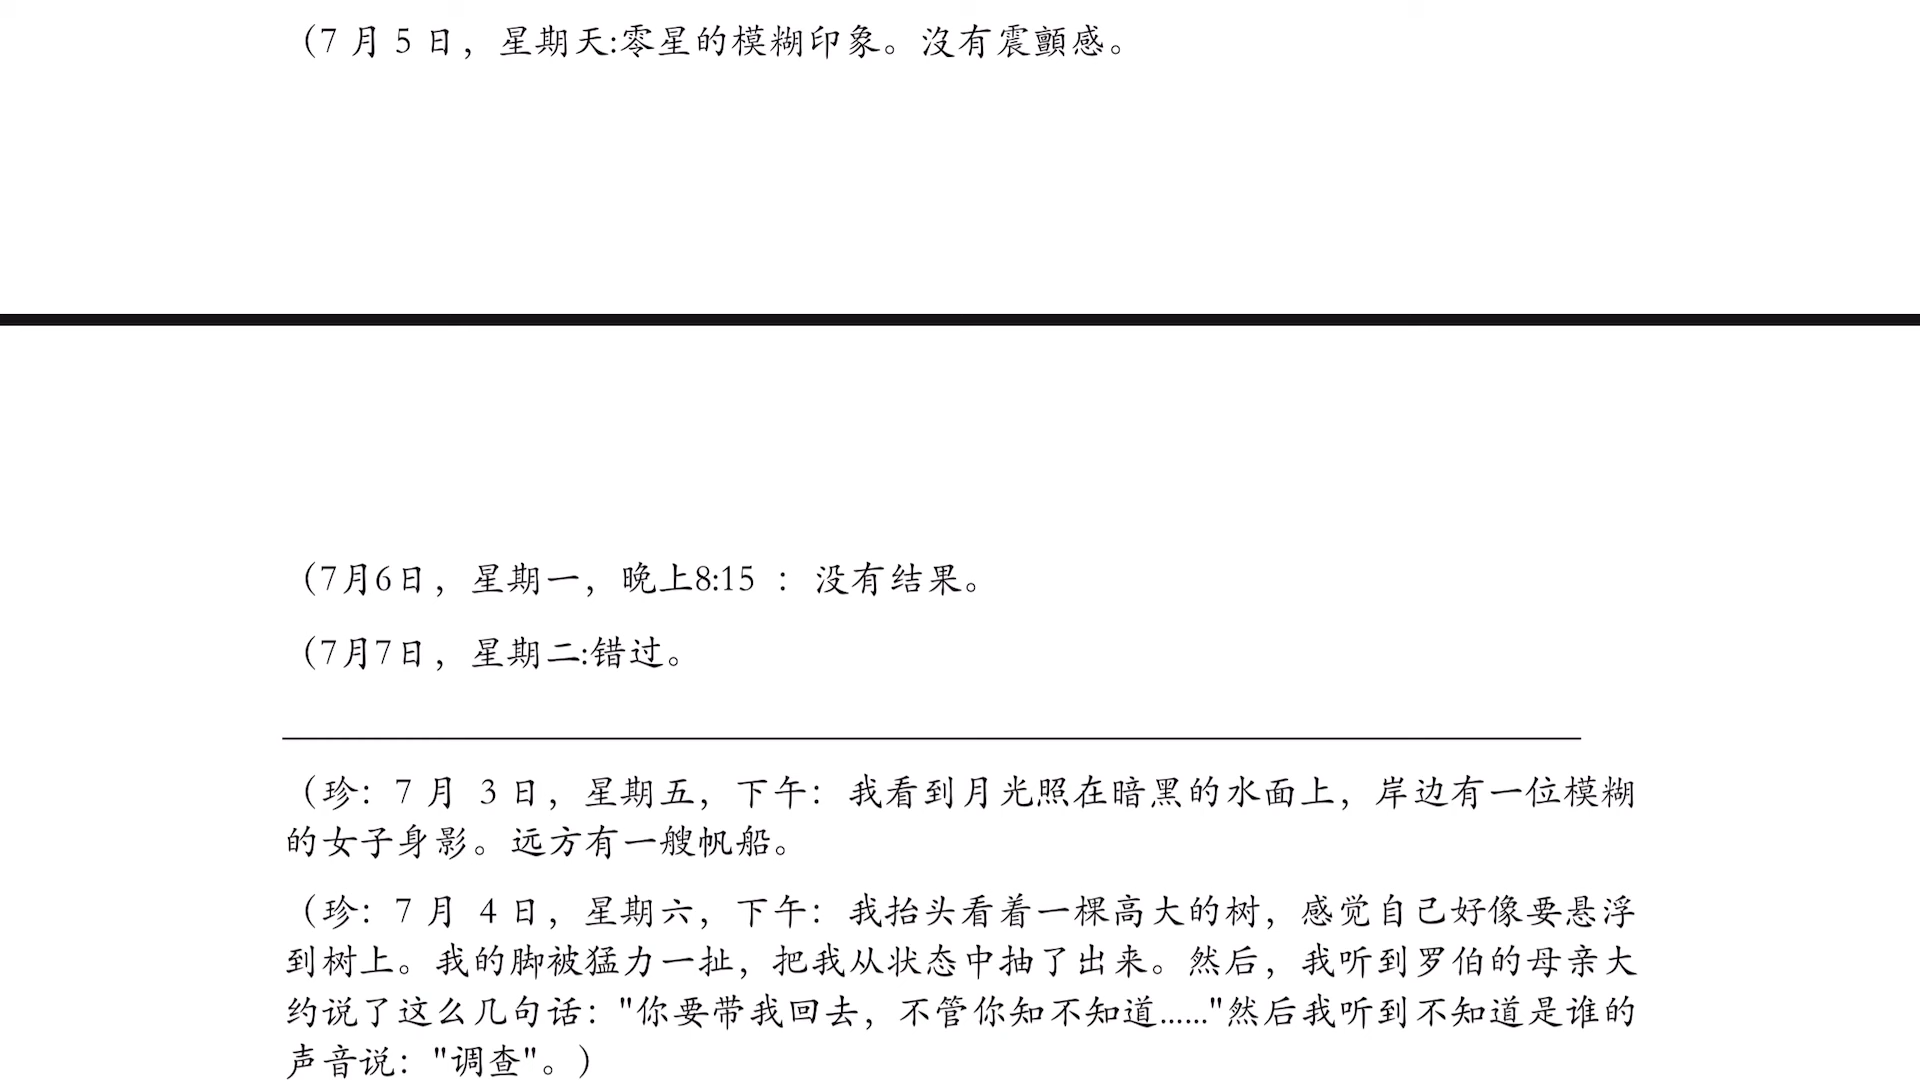 （7 月 5 日，星期天:零星的模糊印象。沒有震顫感。
（7月6日，星期一，晚上8:15 ：没有结果。
（7月7日，星期二:错过。
（珍：7 月 3 日，星期五，下午：我看到月光照在暗黑的水面上，岸边有一位模糊
的女子身影。远方有一艘帆船。
（珍：7 月 4 日，星期六，下午：我抬头看着一棵高大的树，感觉自己好像要悬浮
到树上。我的脚被猛力一扯，把我从状态中抽了出来。然后，我听到罗伯的母亲大
约说了这么几句话："你要带我回去，不管你知不知道......"然后我听到不知道是谁的
声音说："调查"。）